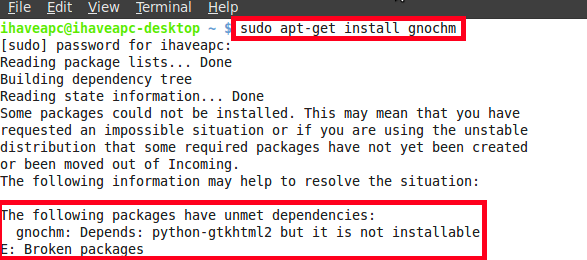 File Edit View Terminal Help
ihaveapc@ihaveapc-desktop ~ $ sudo apt-get install gnochm
[sudo] password for ihaveapc:
Reading package lists... Done
Building dependency tree
Reading state information... Done
Some packages could not be installed. This may mean that you have
requested an impossible situation or if you are using the unstable
distribution that some required packages have not yet been created
or been moved out of Incoming.
The following information may help to resolve the situation:
The following packages have unmet dependencies:
gnochm: Depends: python-gtkhtml2 but it is not installable
E: Broken packages